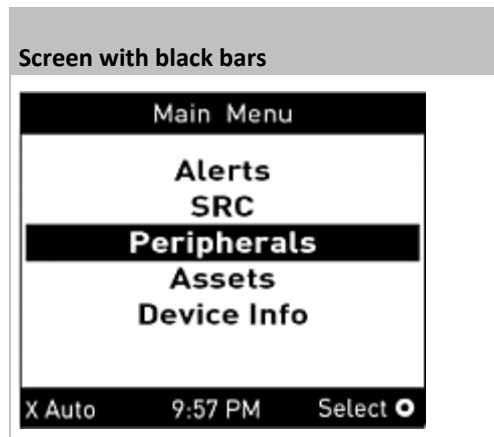 Screen with black bars
Main Menu
Alerts
SRC
Peripherals
Assets
Device Info
X Auto 9:57 PM Select